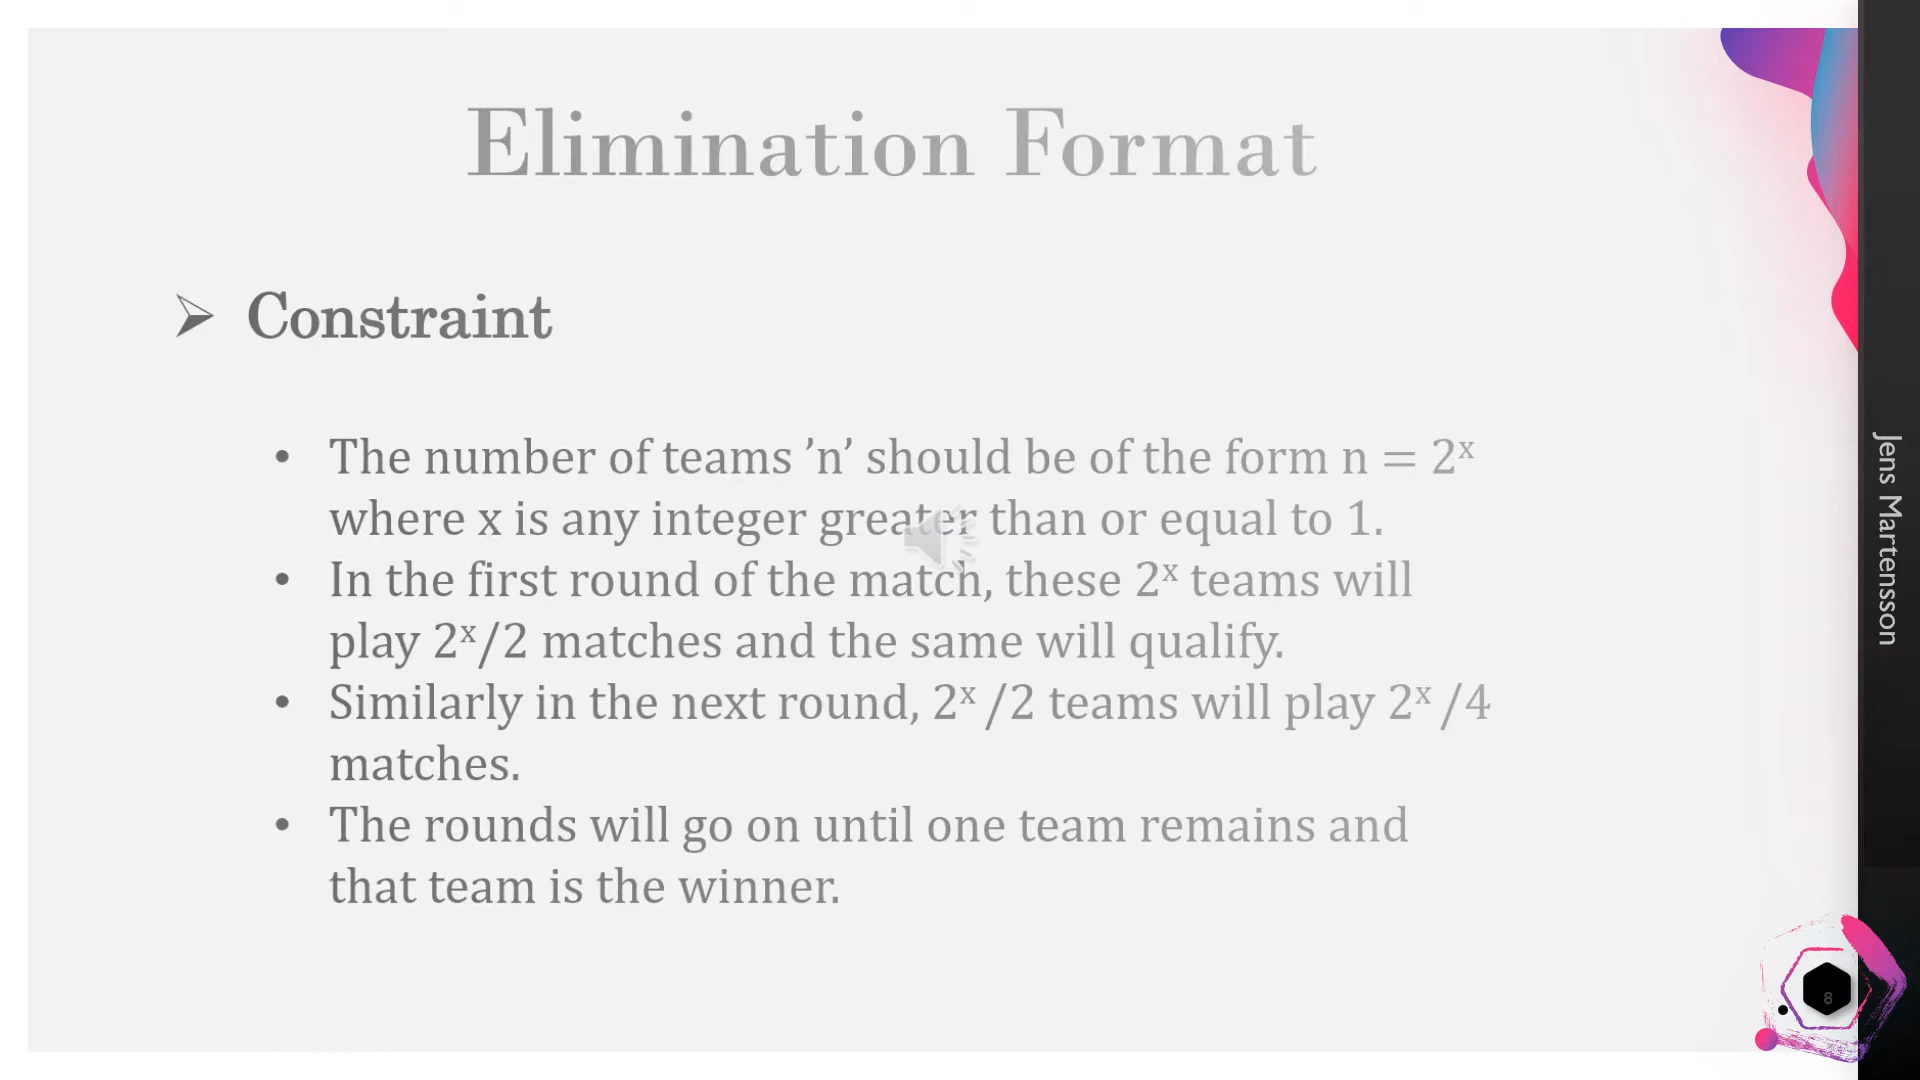 Elimination Format
Constraint
• The number of teams ’n’ should be of the form n = 2ˣ
where x is any integer greater than or equal to 1.
• In the first round of the match, these 2ˣ teams will
play 2ˣ/2 matches and the same will qualify.
• Similarly in the next round, 2ˣ /2 teams will play 2ˣ /4
matches.
• The rounds will go on until one team remains and
that team is the winner.
Jens Martensson
8